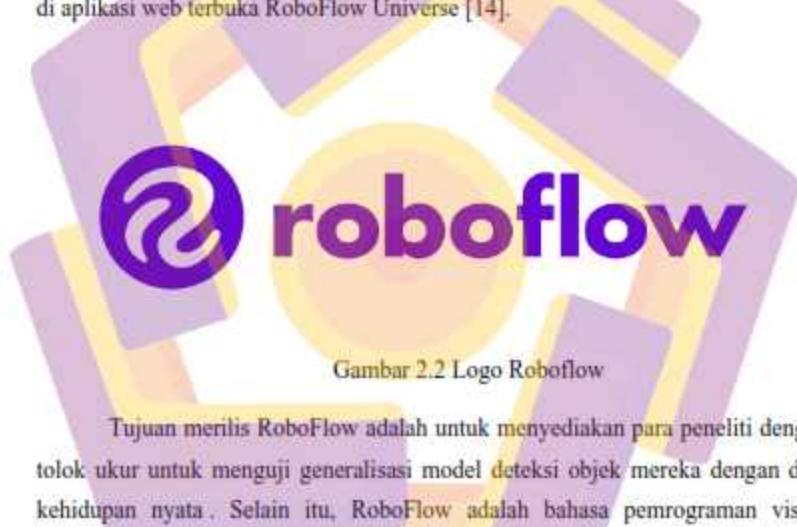 di aplikasi web terbuka RoboFlow Universe [14].
roboflow
Gambar 2.2 Logo Roboflow
Tujuan merilis RoboFlow adalah untuk menyediakan para peneliti
tolok ukur untuk menguji generalisasi model deteksi objek mereka dengan
kehidupan nyata . Selain itu, RoboFlow adalah bahasa pemrograman